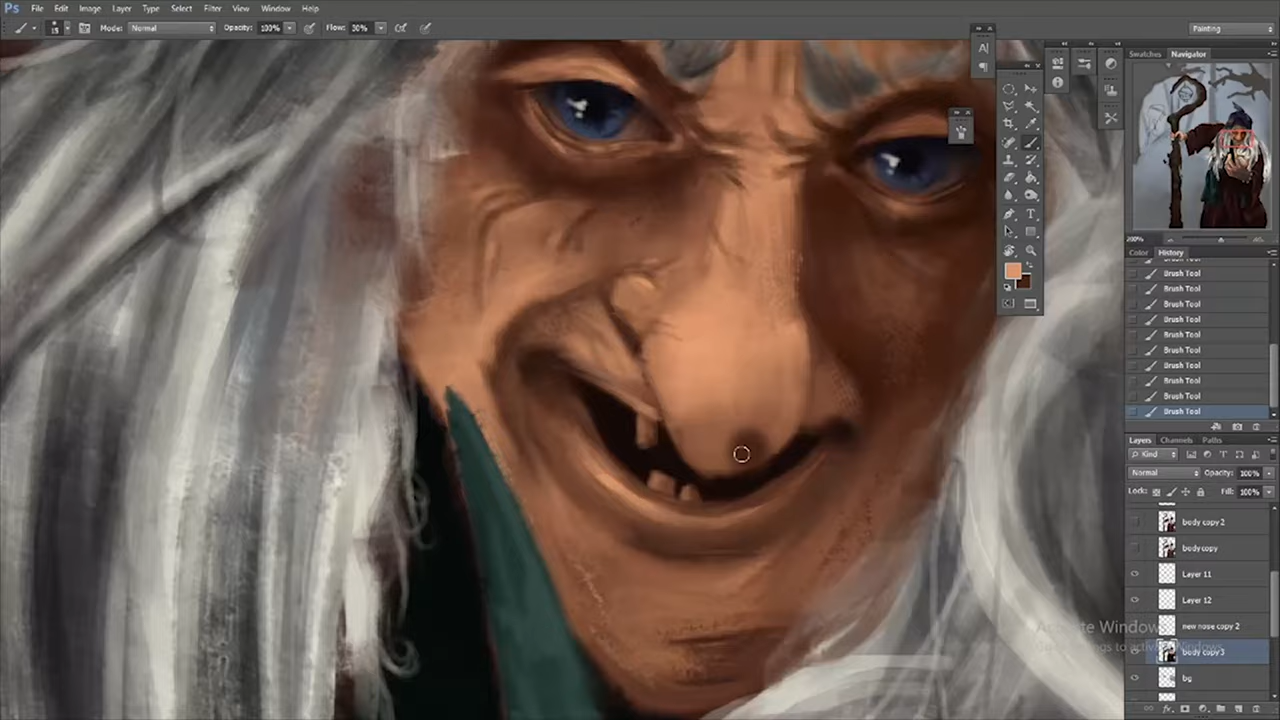 Ps File Edit Image Layer Type Select Filter View Window Help
Mode: Normal Opacity: 100% Flow: Painting
Swatches Navigator
200%
Color History
Brush Tool
Brush Tool
Brush Tool
Brush Tool
Brush Tool
Brush Tool
Brush Tool
Brush Tool
Brush Tool
Brush Tool
Layers Channels Paths
Kind
Normal Opacity: 100%
Lock: Fill: 100%
body copy 2
body copy
Layer 11
Layer 12
new nose copy 2
body copy 3
bg
Activate Window